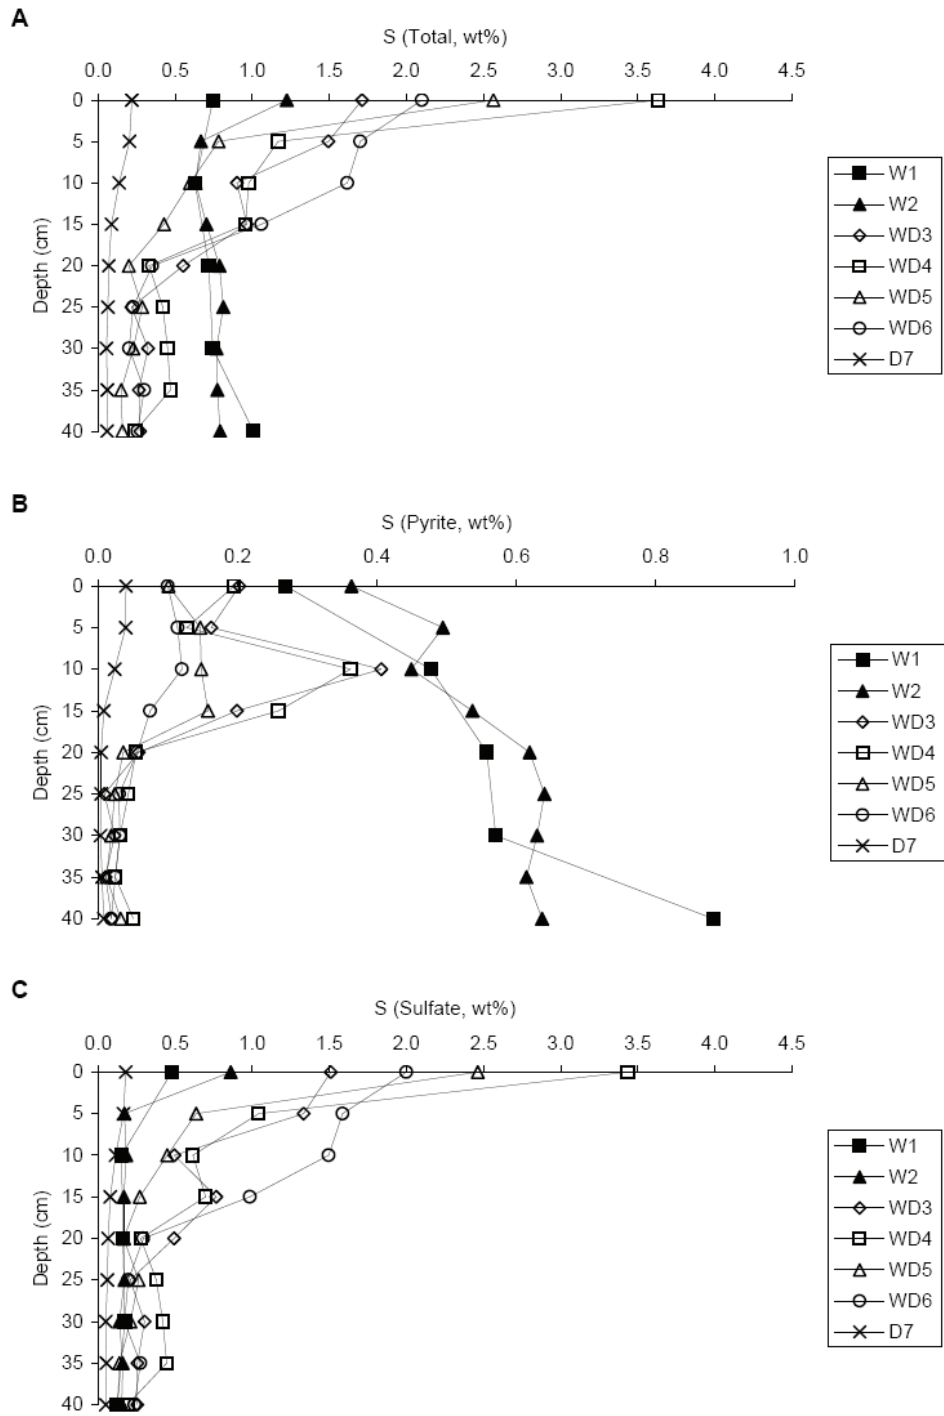 A
S (Total, wt%)
0.0 0.5 1.0 1.5 2.0 2.5 3.0 3.5 4.0 4.5
Depth (cm)
0
5
10
15
20
25
30
35
40
W1
W2
WD3
WD4
WD5
WD6
D7
B
S (Pyrite, wt%)
0.0 0.2 0.4 0.6 0.8 1.0
Depth (cm)
0
5
10
15
20
25
30
35
40
W1
W2
WD3
WD4
WD5
WD6
D7
C
S (Sulfate, wt%)
0.0 0.5 1.0 1.5 2.0 2.5 3.0 3.5 4.0 4.5
Depth (cm)
0
5
10
15
20
25
30
35
40
W1
W2
WD3
WD4
WD5
WD6
D7